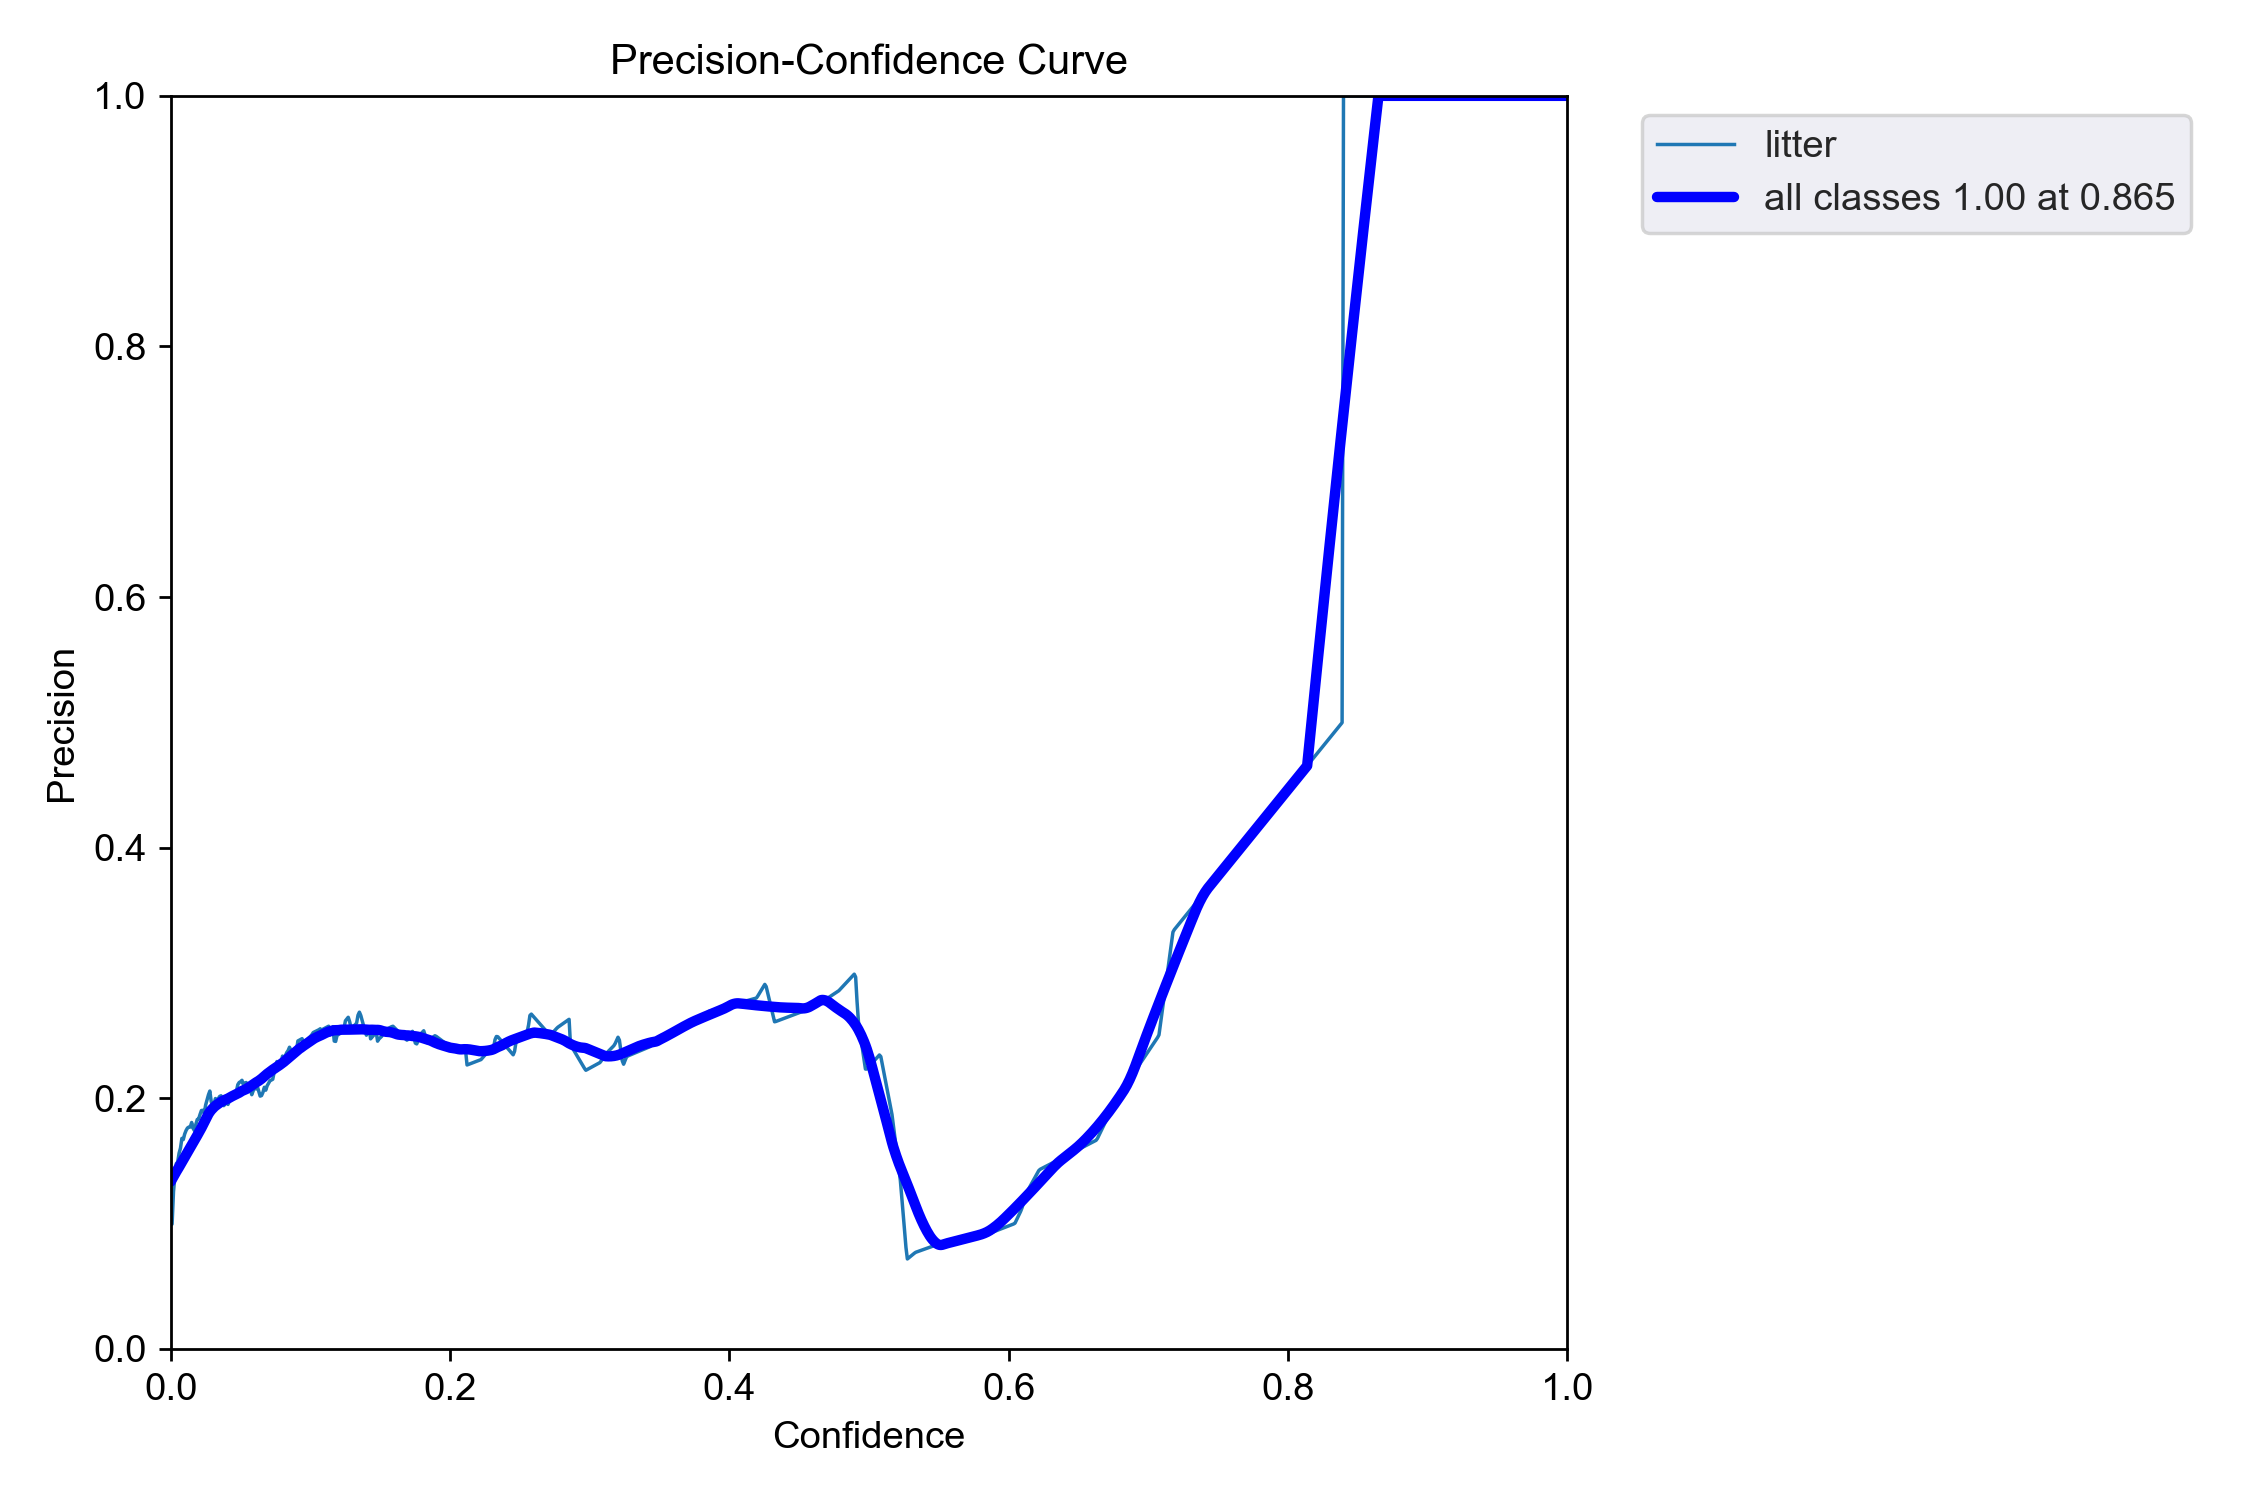 Precision-Confidence Curve
1.0
0.8
0.6
0.4
0.2
0.0
Precision
0.0 0.2 0.4 0.6 0.8 1.0
Confidence
litter
all classes 1.00 at 0.865